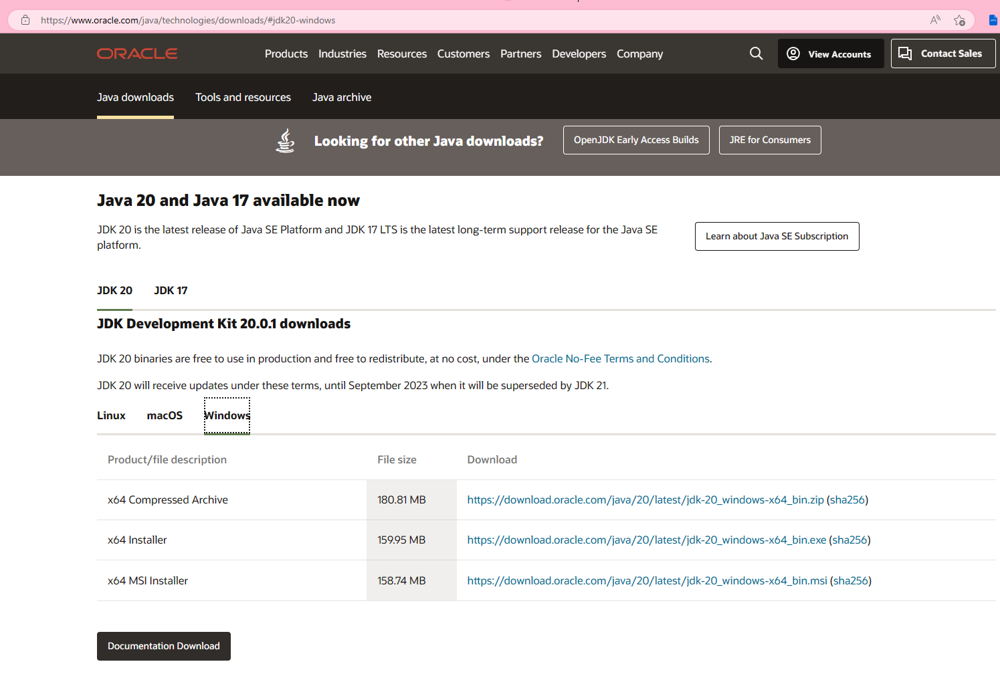 https://www.oracle.com/java/technologies/downloads/#jdk20-windows
ORACLE
Products Industries Resources Customers Partners Developers Company
View Accounts
Contact Sales
Java downloads Tools and resources Java archive
Looking for other Java downloads? OpenJDK Early Access Builds JRE for Consumers
Java 20 and Java 17 available now
JDK 20 is the latest release of Java SE Platform and JDK 17 LTS is the latest long-term support release for the Java SE
platform.
Learn about Java SE Subscription
JDK 20 JDK 17
JDK Development Kit 20.0.1 downloads
JDK 20 binaries are free to use in production and free to redistribute, at no cost, under the Oracle No-Fee Terms and Conditions.
JDK 20 will receive updates under these terms, until September 2023 when it will be superseded by JDK 21.
Linux macOS Windows
Product/file description File size Download
x64 Compressed Archive 180.81 MB https://download.oracle.com/java/20/latest/jdk-20_windows-x64_bin.zip (sha256)
x64 Installer 159.95 MB https://download.oracle.com/java/20/latest/jdk-20_windows-x64_bin.exe (sha256)
x64 MSI Installer 158.74 MB https://download.oracle.com/java/20/latest/jdk-20_windows-x64_bin.msi (sha256)
Documentation Download